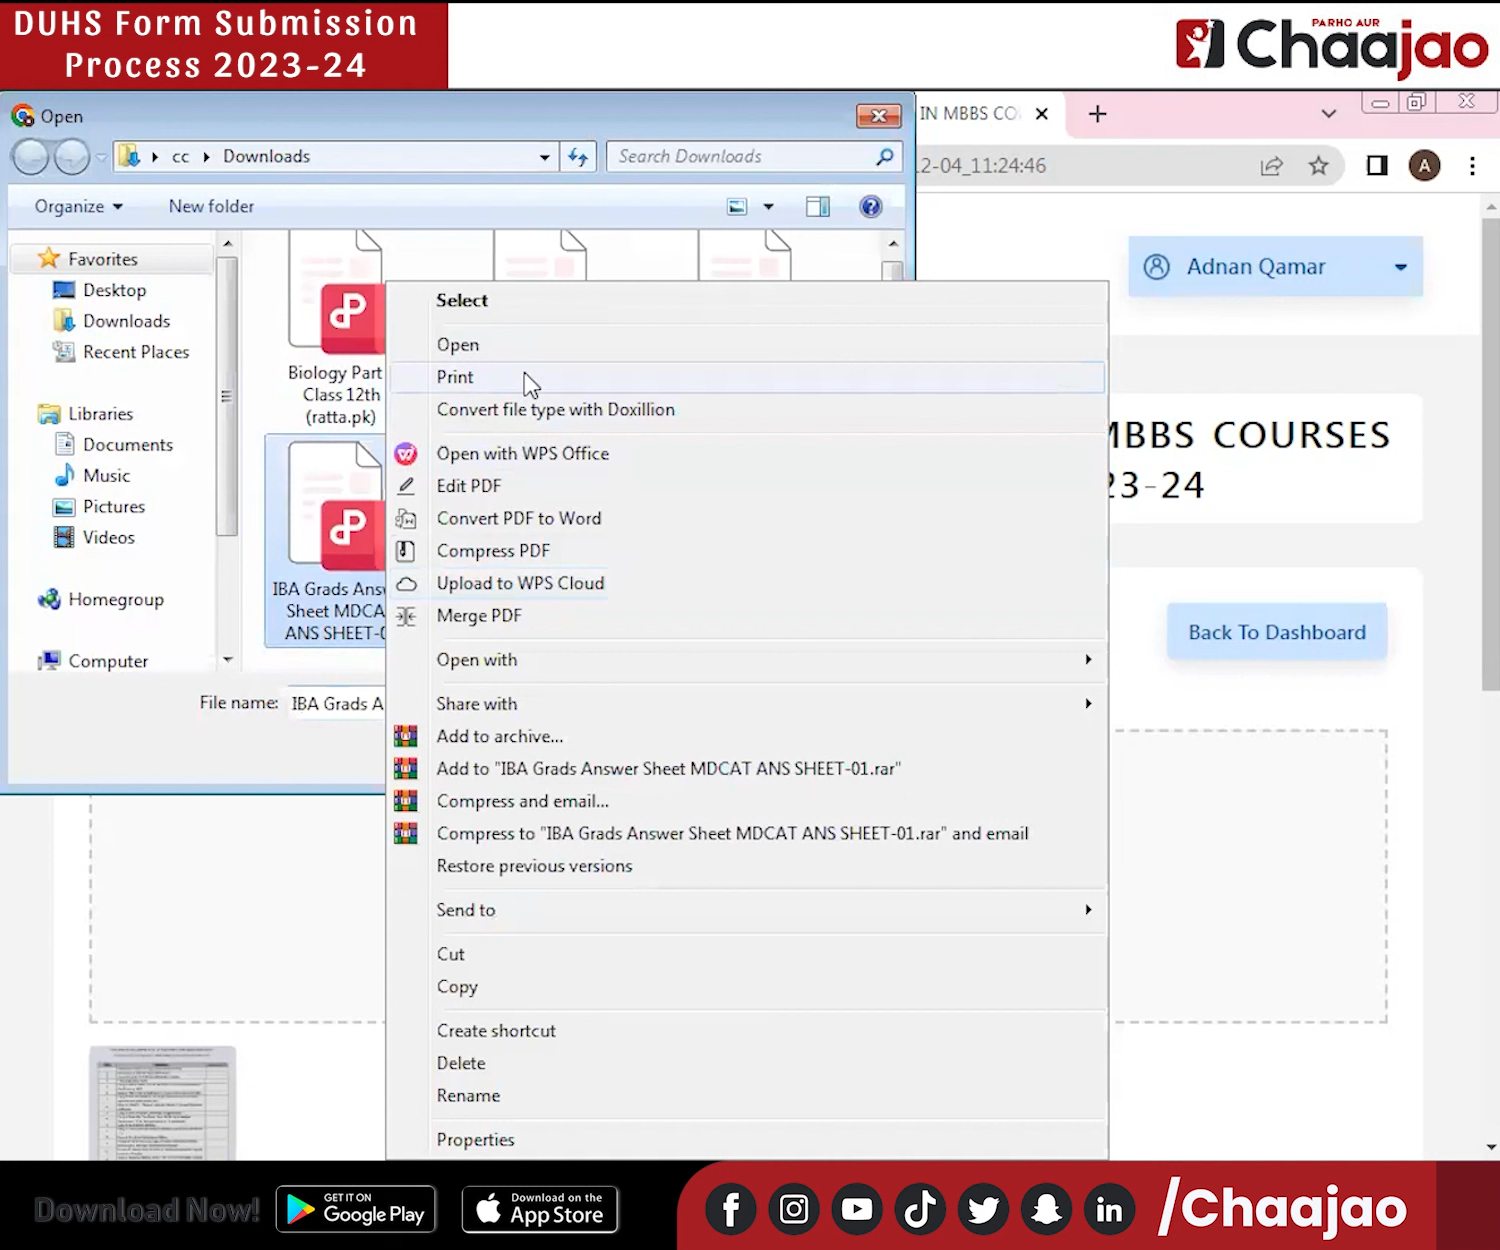 DUHS Form Submission
Process 2023-24
PARHO AUR
Chaajao
Open
IN MBBS CO
cc
Downloads
Search Downloads
2-04_11:24:46
A
Organize
New folder
Adnan Qamar
Favorites
Desktop
Downloads
Recent Places
Libraries
Documents
Music
Pictures
Videos
Homegroup
Computer
Biology Part
Class 12th
(ratta.pk)
IBA Grads Ans
Sheet MDCA
ANS SHEET-0
File name:
IBA Grads A
Select
Open
Print
Convert file type with Doxillion
Open with WPS Office
Edit PDF
Convert PDF to Word
Compress PDF
Upload to WPS Cloud
Merge PDF
Open with
Share with
Add to archive...
Add to "IBA Grads Answer Sheet MDCAT ANS SHEET-01.rar"
Compress and email...
Compress to "IBA Grads Answer Sheet MDCAT ANS SHEET-01.rar" and email
Restore previous versions
Send to
Cut
Copy
Create shortcut
Delete
Rename
Properties
MBBS COURSES
23-24
Back To Dashboard
Download Now!
GET IT ON
Google Play
Download on the
App Store
/Chaajao